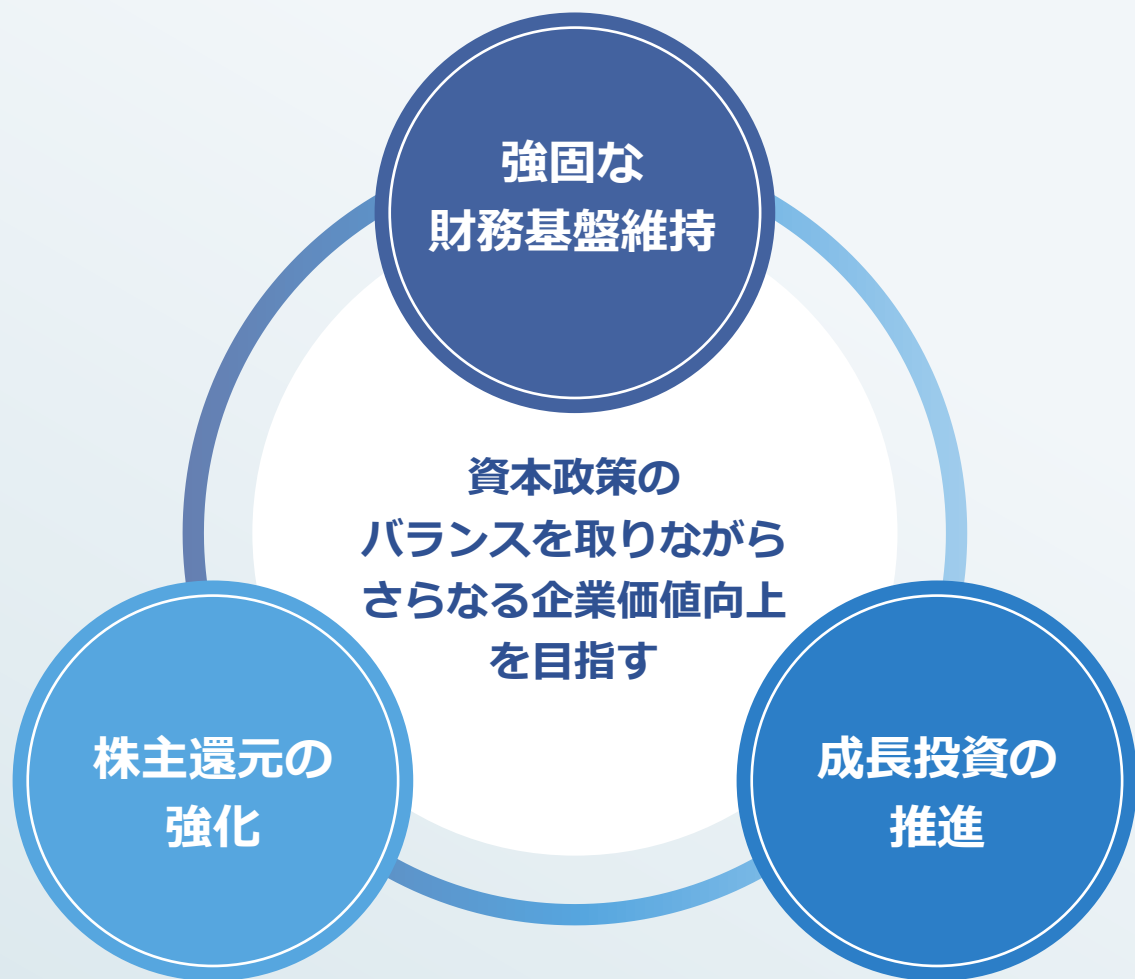 強固な
財務基盤維持
資本政策の
バランスを取りながら
さらなる企業価値向上
を目指す
株主還元の
強化
成長投資の
推進